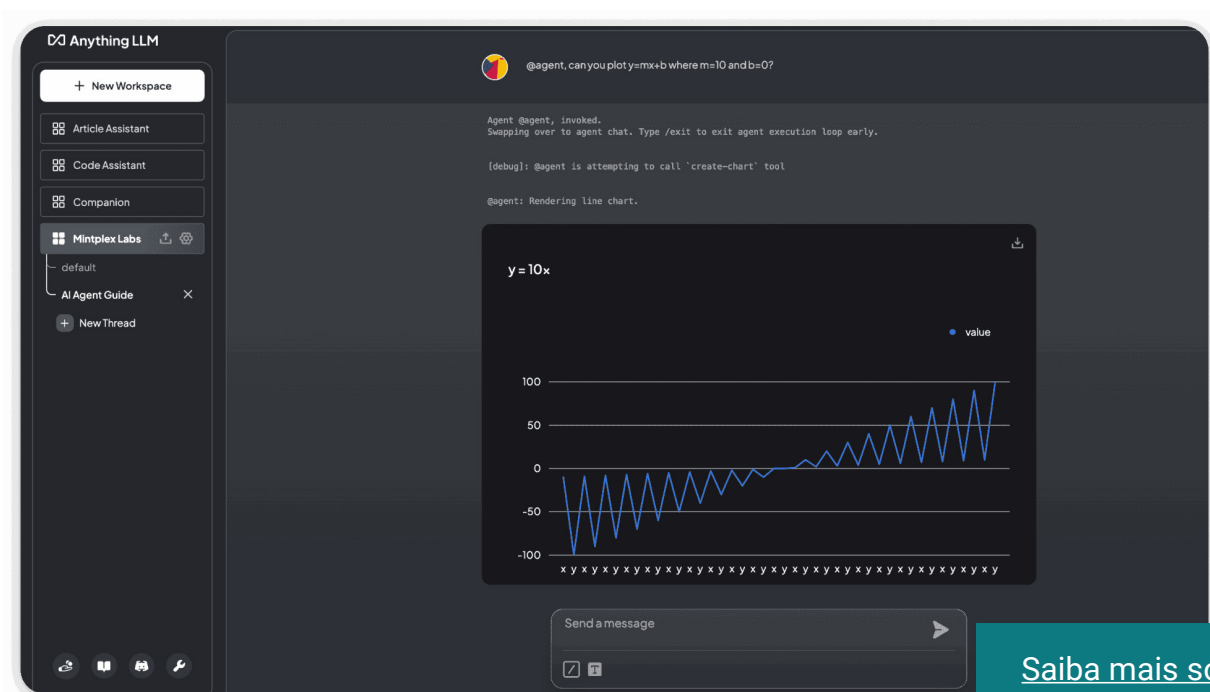 Anything LLM
+ New Workspace
Article Assistant
Code Assistant
Companion
Mintplex Labs
default
AI Agent Guide
New Thread
@agent, can you plot y=mx+b where m=10 and b=0?
Agent @agent, invoked.
Swapping over to agent chat. Type /exit to exit agent execution loop early.
[debug]: @agent is attempting to call `create-chart` tool
@agent: Rendering line chart.
y = 10x
value
100
50
0
-50
-100
x y x y x y x y x y x y x y x y x y x y x y x y x y x y x y x y x y x y x y x y x y
Send a message
Saiba mais so